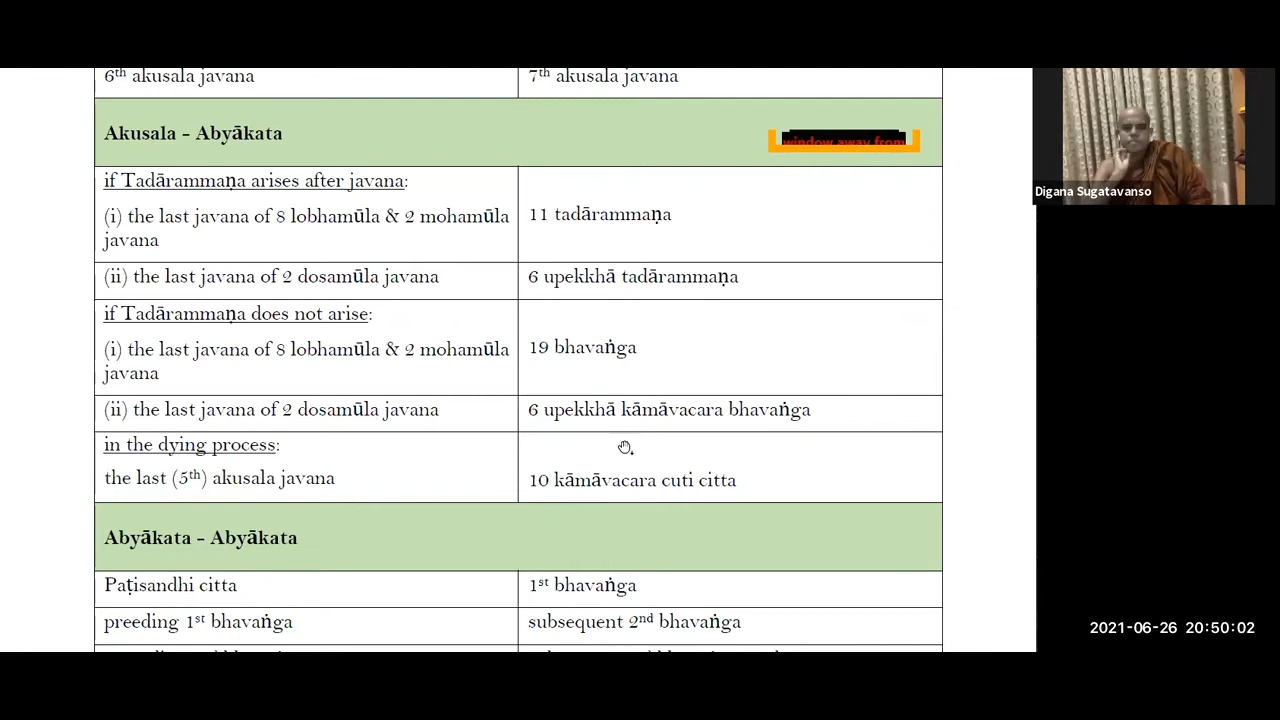 6th akusala javana
7th akusala javana
Akusala - Abyākata
window away from
if Tadārammaṇa arises after javana:
(i) the last javana of 8 lobhamūla & 2 mohamūla
javana
11 tadārammaṇa
(ii) the last javana of 2 dosamūla javana
6 upekkhā tadārammaṇa
if Tadārammaṇa does not arise:
(i) the last javana of 8 lobhamūla & 2 mohamūla
javana
19 bhavaṅga
(ii) the last javana of 2 dosamūla javana
6 upekkhā kāmāvacara bhavaṅga
in the dying process:
the last (5th) akusala javana
10 kāmāvacara cuti citta
Abyākata - Abyākata
Paṭisandhi citta
1st bhavaṅga
preeding 1st bhavaṅga
subsequent 2nd bhavaṅga
Digana Sugatavanso
2021-06-26 20:50:02